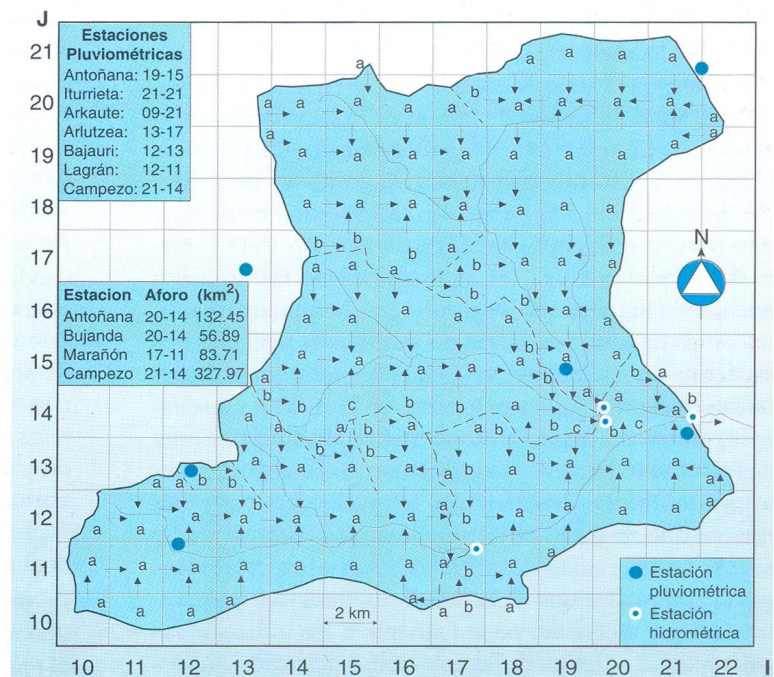 J
Estaciones
Pluviométricas
Antoñana: 19-15
Iturrieta: 21-21
Arkaute: 09-21
Arlutzea: 13-17
Bajauri: 12-13
Lagrán: 12-11
Campezo: 21-14
Estacion Aforo (km²)
Antoñana 20-14 132.45
Bujanda 20-14 56.89
Marañón 17-11 83.71
Campezo 21-14 327.97
N
21 a a a a a
20 a a a a a b a a a a a
19 a a a a a a a a a
18 a a a a a a a
17 b b b a a b b a a
16 a a a a b b a a
15 a a a a a b a b a
14 a b b c b b a b a b a b
a a b b b b c b c
13 a a b b a b a a b a a a a
12 a a a b a a a a b a a a a
11 a a a a a a a b a
10 a a a a a a b a
2 km
Estación
pluviométrica
Estación
hidrométrica
10 11 12 13 14 15 16 17 18 19 20 21 22 I